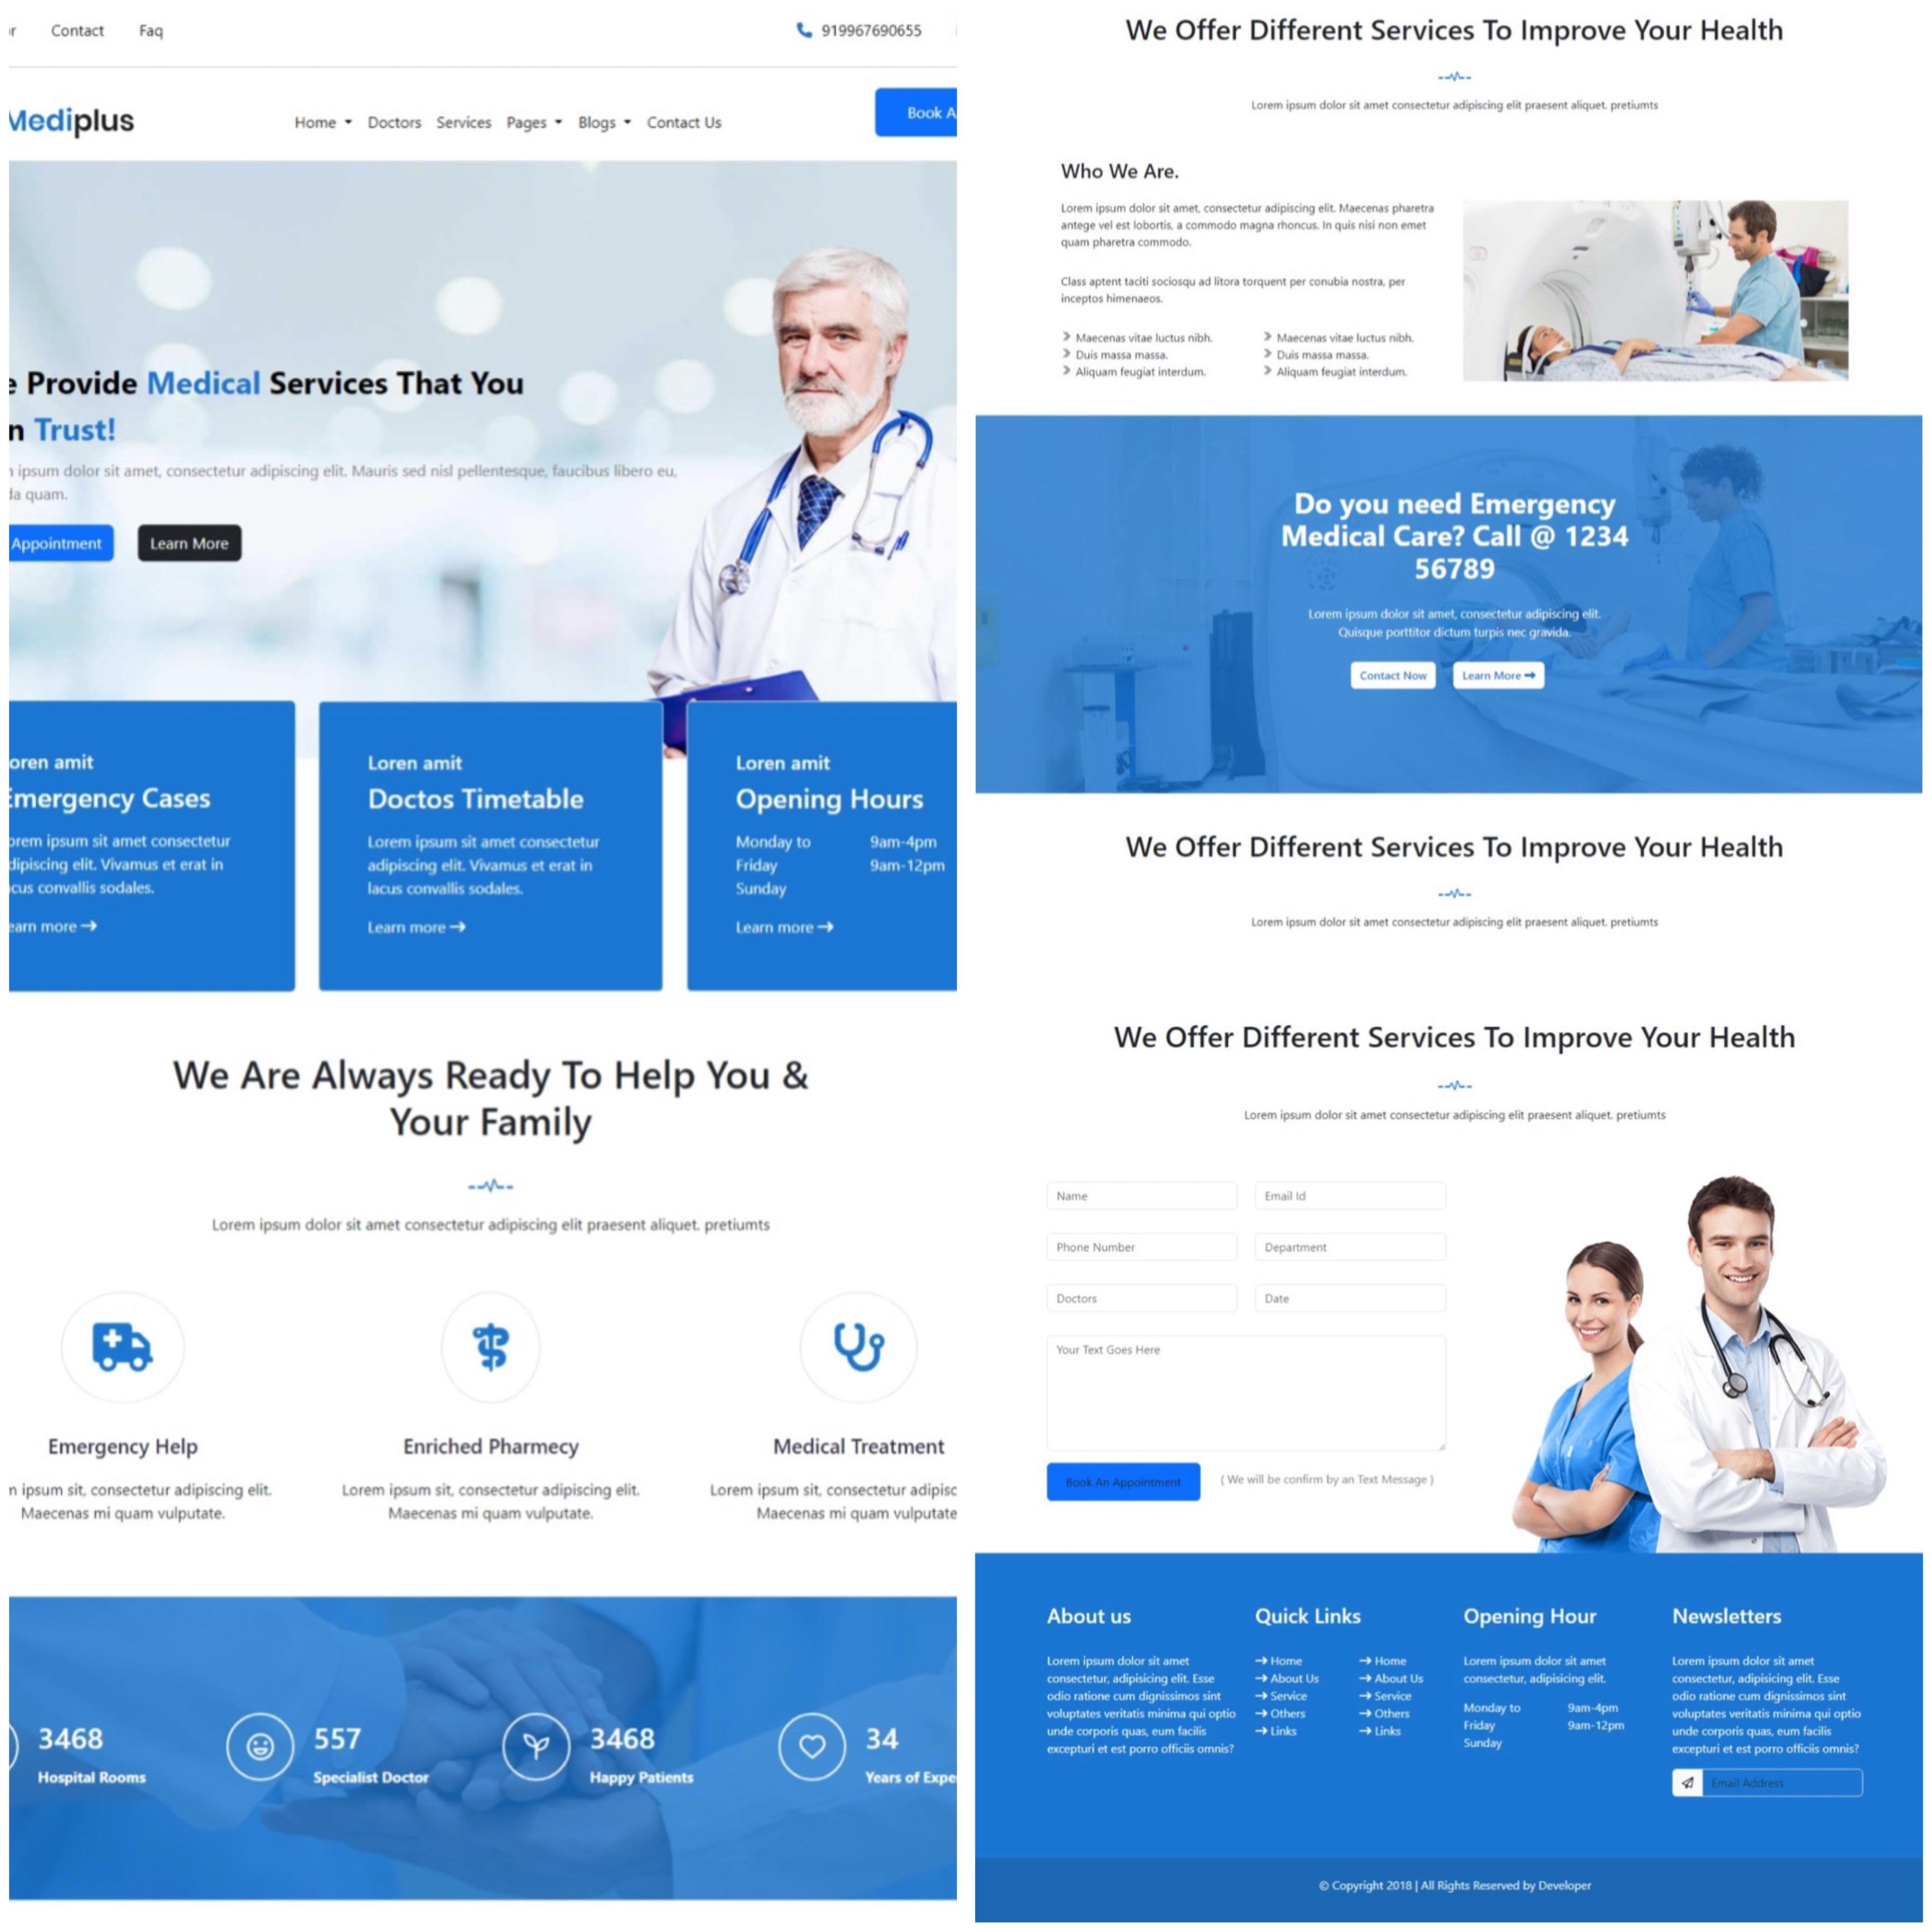 Contact Faq 919967690655
Mediplus
Home Doctors Services Pages Blogs Contact Us
Book A
Provide Medical Services That You
Trust!
ipsum dolor sit amet, consectetur adipiscing elit. Mauris sed nisl pellentesque, faucibus libero eu,
quam.
Appointment Learn More
oren amit
Emergency Cases
orem ipsum sit amet consectetur
dipiscing elit. Vivamus et erat in
cus convallis sodales.
earn more
Loren amit
Doctos Timetable
Lorem ipsum sit amet consectetur
adipiscing elit. Vivamus et erat in
lacus convallis sodales.
Learn more
Loren amit
Opening Hours
Monday to 9am-4pm
Friday 9am-12pm
Sunday
Learn more
We Are Always Ready To Help You &
Your Family
Lorem ipsum dolor sit amet consectetur adipiscing elit praesent aliquet. pretiumts
Emergency Help
ipsum sit, consectetur adipiscing elit.
Maecenas mi quam vulputate.
Enriched Pharmecy
Lorem ipsum sit, consectetur adipiscing elit.
Maecenas mi quam vulputate.
Medical Treatment
Lorem ipsum sit, consectetur adipisc
Maecenas mi quam vulputate
3468
Hospital Rooms
557
Specialist Doctor
3468
Happy Patients
34
Years of Expe
We Offer Different Services To Improve Your Health
Lorem ipsum dolor sit amet consectetur adipiscing elit praesent aliquet. pretiumts
Who We Are.
Lorem ipsum dolor sit amet, consectetur adipiscing elit. Maecenas pharetra
antege vel est lobortis, a commodo magna rhoncus. In quis nisi non emet
quam pharetra commodo.
Class aptent taciti sociosqu ad litora torquent per conubia nostra, per
inceptos himenaeos.
Maecenas vitae luctus nibh.
Duis massa massa.
Aliquam feugiat interdum.
Maecenas vitae luctus nibh.
Duis massa massa.
Aliquam feugiat interdum.
Do you need Emergency
Medical Care? Call @ 1234
56789
Lorem ipsum dolor sit amet, consectetur adipiscing elit.
Quisque porttitor dictum turpis nec gravida.
Contact Now Learn More
We Offer Different Services To Improve Your Health
Lorem ipsum dolor sit amet consectetur adipiscing elit praesent aliquet. pretiumts
We Offer Different Services To Improve Your Health
Lorem ipsum dolor sit amet consectetur adipiscing elit praesent aliquet. pretiumts
Name Email Id
Phone Number Department
Doctors Date
Your Text Goes Here
Book An Appointment ( We will be confirm by an Text Message )
About us
Lorem ipsum dolor sit amet
consectetur, adipisicing elit. Esse
odio ratione cum dignissimos sint
voluptates veritatis minima qui optio
unde corporis quas, eum facilis
excepturi et est porro officiis omnis?
Quick Links
Home Home
About Us About Us
Service Service
Others Others
Links Links
Opening Hour
Lorem ipsum dolor sit amet
consectetur, adipisicing elit.
Monday to 9am-4pm
Friday 9am-12pm
Sunday
Newsletters
Lorem ipsum dolor sit amet
consectetur, adipisicing elit. Esse
odio ratione cum dignissimos sint
voluptates veritatis minima qui optio
unde corporis quas, eum facilis
excepturi et est porro officiis omnis?
Email Address
© Copyright 2018 | All Rights Reserved by Developer